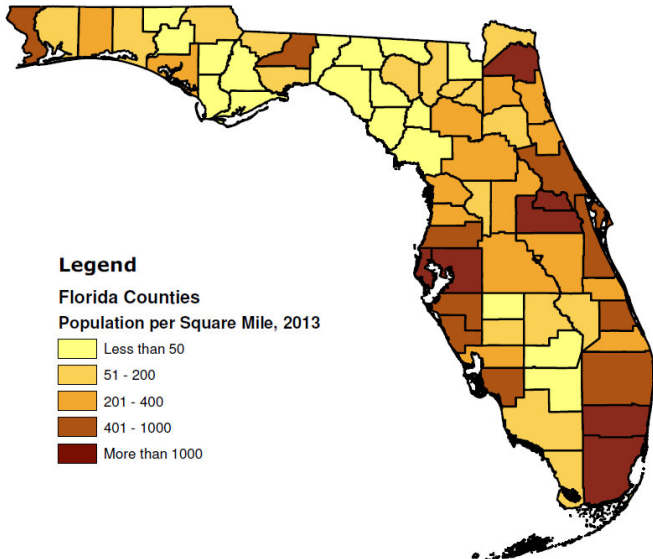 Legend
Florida Counties
Population per Square Mile, 2013
Less than 50
51 - 200
201 - 400
401 - 1000
More than 1000